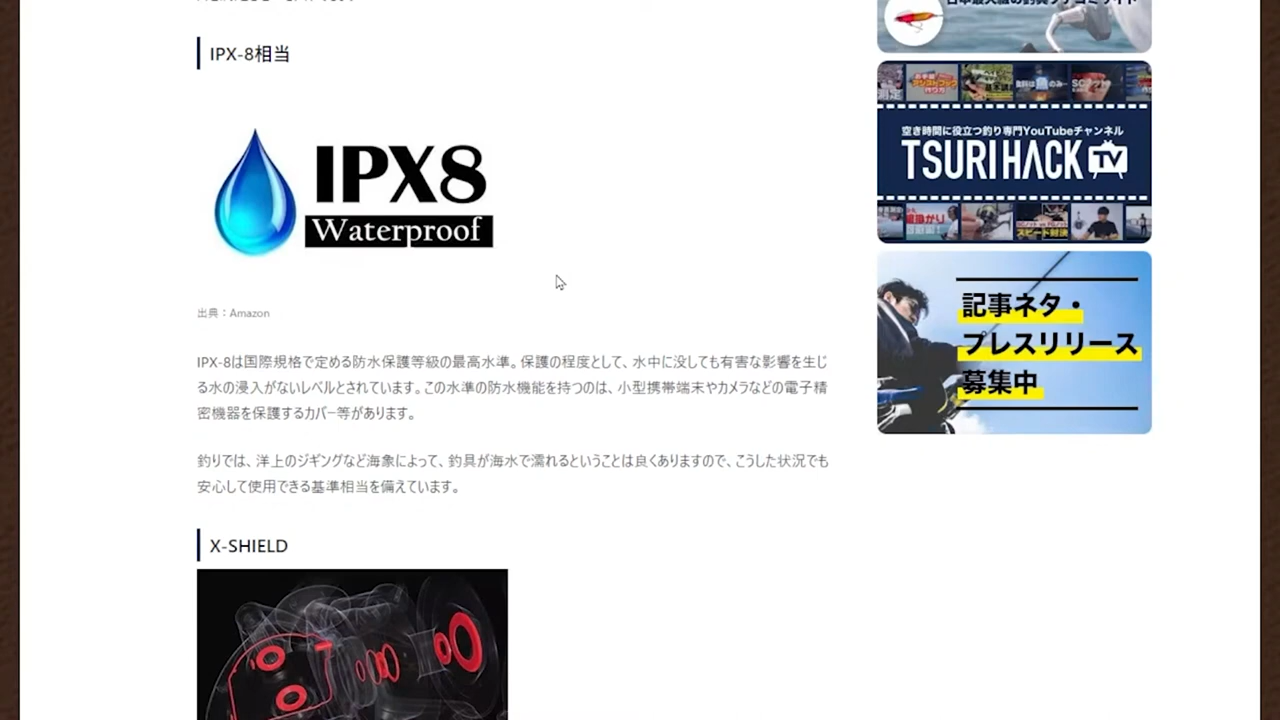 IPX-8相当
IPX8
Waterproof
出典：Amazon
IPX-8は国際規格で定める防水保護等級の最高水準。保護の程度として、水中に没しても有害な影響を生じ
る水の浸入がないレベルとされています。この水準の防水機能を持つのは、小型携帯端末やカメラなどの電子精
密機器を保護するカバー等があります。
釣りでは、洋上のジギングなど海象によって、釣具が海水で濡れるということは良くありますので、こうした状況でも
安心して使用できる基準相当を備えています。
X-SHIELD
空き時間に役立つ釣り専門YouTubeチャンネル
TSURI HACK TV
スピード対決
記事ネタ・
プレスリリース
募集中